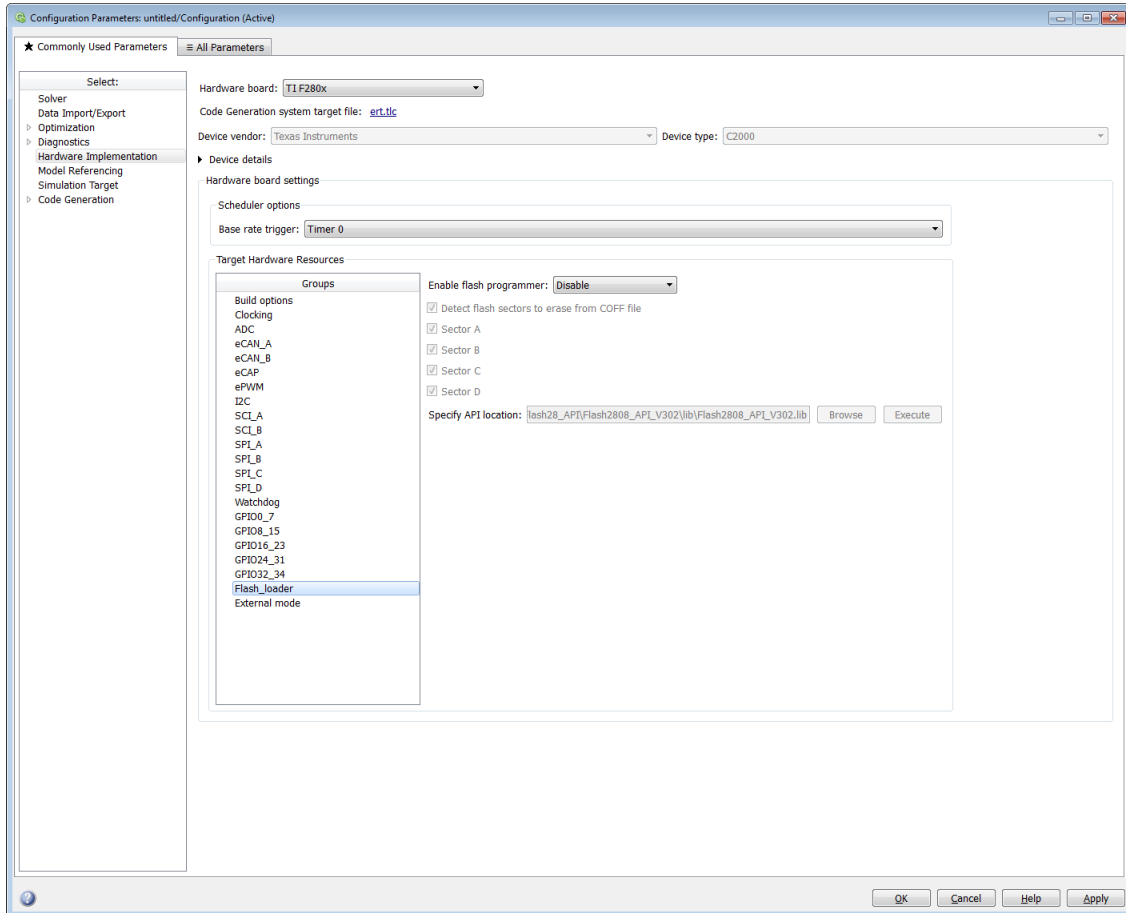 Configuration Parameters: untitled/Configuration (Active)
★ Commonly Used Parameters
≡ All Parameters
Select:
Solver
Data Import/Export
Optimization
Diagnostics
Hardware Implementation
Model Referencing
Simulation Target
Code Generation
Hardware board: TI F280x
Code Generation system target file: ert.tlc
Device vendor: Texas Instruments Device type: C2000
Device details
Hardware board settings
Scheduler options
Base rate trigger: Timer 0
Target Hardware Resources
Groups
Build options
Clocking
ADC
eCAN_A
eCAN_B
eCAP
ePWM
I2C
SCI_A
SCI_B
SPI_A
SPI_B
SPI_C
SPI_D
Watchdog
GPIO0_7
GPIO8_15
GPIO16_23
GPIO24_31
GPIO32_34
Flash_loader
External mode
Enable flash programmer: Disable
Detect flash sectors to erase from COFF file
Sector A
Sector B
Sector C
Sector D
Specify API location: lash28_API\Flash2808_API_V302\lib\Flash2808_API_V302.lib Browse Execute
OK Cancel Help Apply